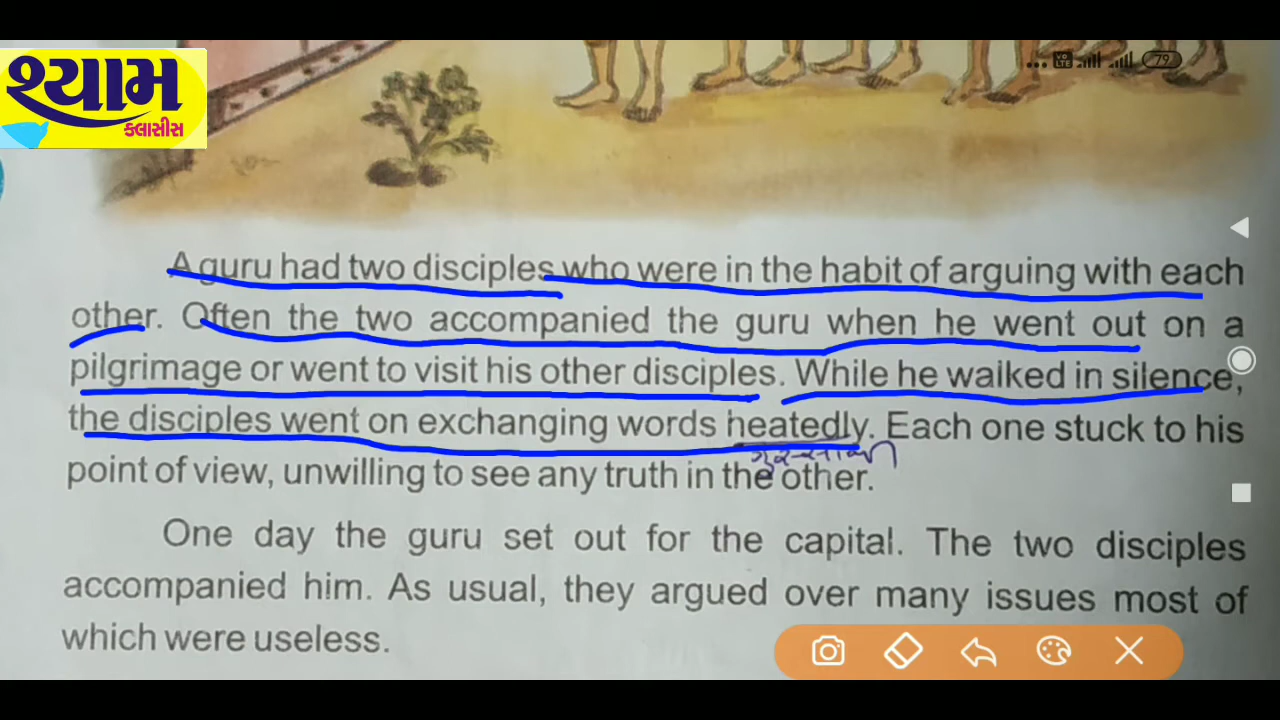 શ્યામ
ક્લાસીસ
VO
LTE
79
A guru had two disciples who were in the habit of arguing with each
other. Often the two accompanied the guru when he went out on a
pilgrimage or went to visit his other disciples. While he walked in silence,
the disciples went on exchanging words heatedly. Each one stuck to his
point of view, unwilling to see any truth in the other.
One day the guru set out for the capital. The two disciples
accompanied him. As usual, they argued over many issues most of
which were useless.